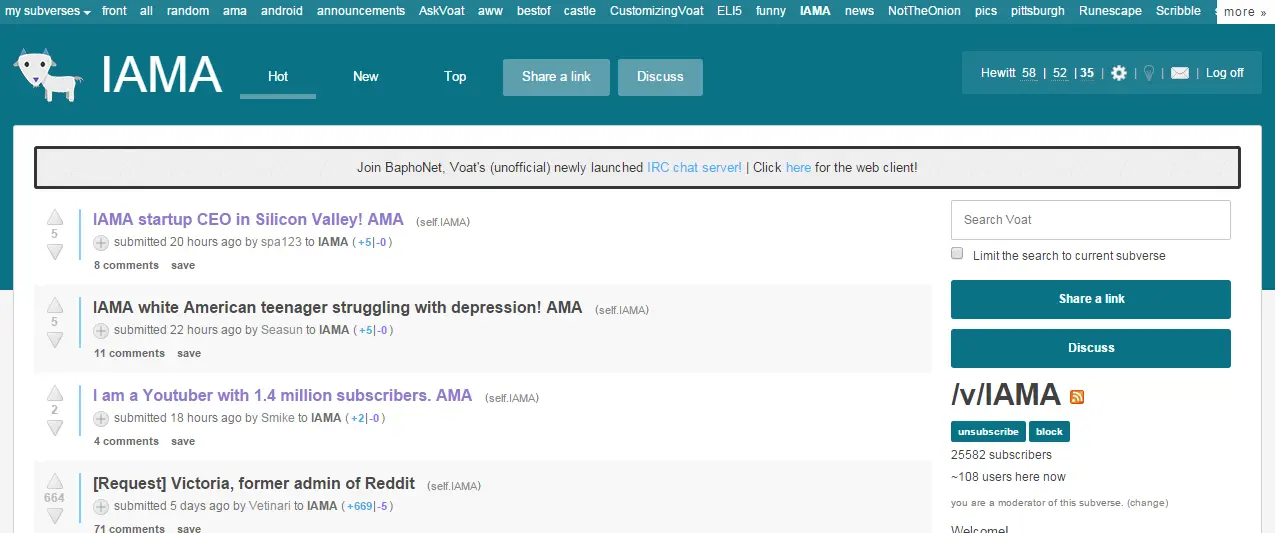 my subverses front all random ama android announcements AskVoat aww bestof castle CustomizingVoat ELI5 funny IAMA news NotTheOnion pics pittsburgh Runescape Scribble more »
IAMA Hot New Top Share a link Discuss Hewitt 58 | 52 | 35 | | | Log off
Join BaphoNet, Voat's (unofficial) newly launched IRC chat server! | Click here for the web client!
IAMA startup CEO in Silicon Valley! AMA (self.IAMA)
5
submitted 20 hours ago by spa123 to IAMA (+5|-0)
8 comments save
IAMA white American teenager struggling with depression! AMA (self.IAMA)
5
submitted 22 hours ago by Seasun to IAMA (+5|-0)
11 comments save
I am a Youtuber with 1.4 million subscribers. AMA (self.IAMA)
2
submitted 18 hours ago by Smike to IAMA (+2|-0)
4 comments save
[Request] Victoria, former admin of Reddit (self.IAMA)
664
submitted 5 days ago by Vetinari to IAMA (+669|-5)
71 comments save
Search Voat
Limit the search to current subverse
Share a link
Discuss
/v/IAMA
unsubscribe block
25582 subscribers
~108 users here now
you are a moderator of this subverse. (change)
Welcome!